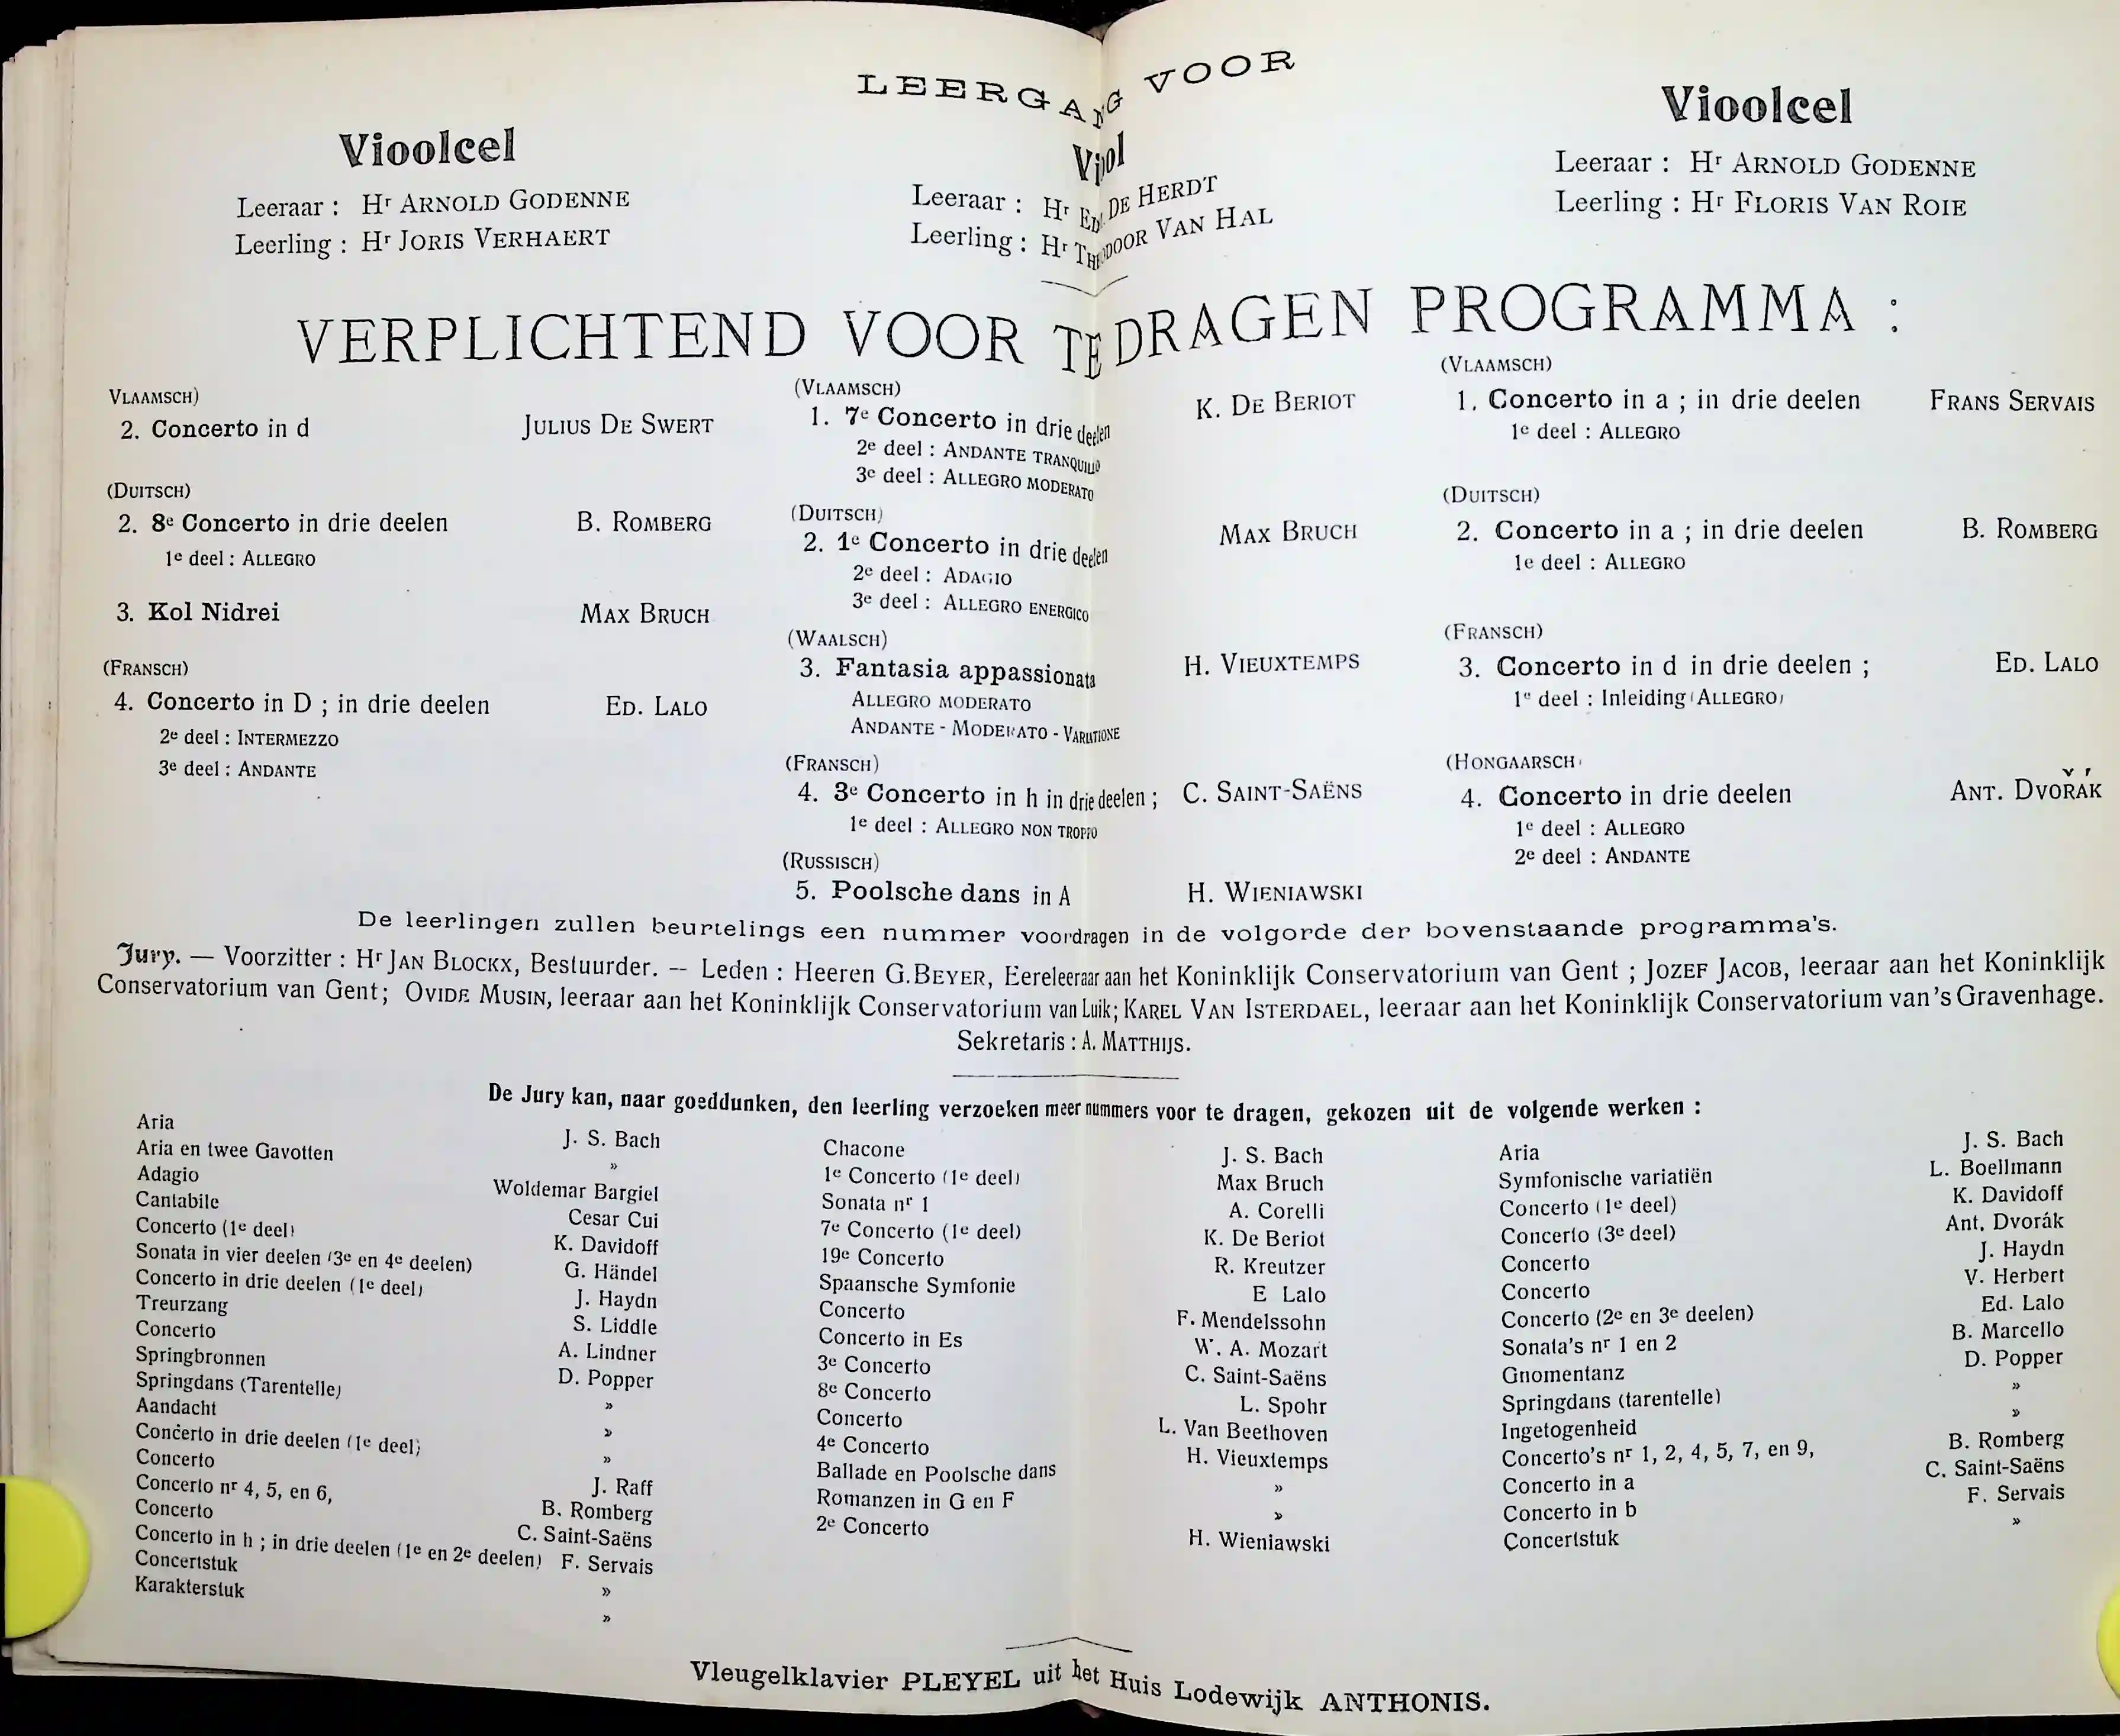 LEERGANG VOOR
Vioolcel
Leeraar : Hr ARNOLD GODENNE
Leerling : Hr JORIS VERHAERT
Viool
Leeraar : Hr ED. DE HERDT
Leerling : Hr THEODOOR VAN HAL
Vioolcel
Leeraar : Hr ARNOLD GODENNE
Leerling : Hr FLORIS VAN ROIE
VERPLICHTEND VOOR TE DRAGEN PROGRAMMA :
VLAAMSCH)
2. Concerto in d JULIUS DE SWERT
(DUITSCH)
2. 8e Concerto in drie deelen B. ROMBERG
1e deel : ALLEGRO
3. Kol Nidrei MAX BRUCH
(FRANSCH)
4. Concerto in D ; in drie deelen ED. LALO
2e deel : INTERMEZZO
3e deel : ANDANTE
(VLAAMSCH)
1. 7e Concerto in drie deelen K. DE BERIOT
2e deel : ANDANTE TRANQUILLO
3e deel : ALLEGRO MODERATO
(DUITSCH)
2. 1e Concerto in drie deelen MAX BRUCH
2e deel : ADAGIO
3e deel : ALLEGRO ENERGICO
(WAALSCH)
3. Fantasia appassionata H. VIEUXTEMPS
ALLEGRO MODERATO
ANDANTE - MODERATO - VARIATIONE
(FRANSCH)
4. 3e Concerto in h in drie deelen ; C. SAINT-SAËNS
1e deel : ALLEGRO NON TROPPO
(RUSSISCH)
5. Poolsche dans in A H. WIENIAWSKI
(VLAAMSCH)
1. Concerto in a ; in drie deelen FRANS SERVAIS
1e deel : ALLEGRO
(DUITSCH)
2. Concerto in a ; in drie deelen B. ROMBERG
1e deel : ALLEGRO
(FRANSCH)
3. Concerto in d in drie deelen ; ED. LALO
1e deel : Inleiding (ALLEGRO)
(HONGAARSCH)
4. Concerto in drie deelen ANT. DVOŘÁK
1e deel : ALLEGRO
2e deel : ANDANTE
De leerlingen zullen beurtelings een nummer voordragen in de volgorde der bovenstaande programma's.
Jury. — Voorzitter : Hr JAN BLOCKX, Bestuurder. — Leden : Heeren G. BEYER, Eereleeraar aan het Koninklijk Conservatorium van Gent ; JOZEF JACOB, leeraar aan het Koninklijk
Conservatorium van Gent; OVIDE MUSIN, leeraar aan het Koninklijk Conservatorium van Luik; KAREL VAN ISTERDAEL, leeraar aan het Koninklijk Conservatorium van 's Gravenhage.
Sekretaris : A. MATTHIJS.
De Jury kan, naar goeddunken, den leerling verzoeken meer nummers voor te dragen, gekozen uit de volgende werken :
Aria J. S. Bach
Aria en twee Gavotten »
Adagio Woldemar Bargiel
Cantabile Cesar Cui
Concerto (1e deel) K. Davidoff
Sonata in vier deelen (3e en 4e deelen) G. Händel
Concerto in drie deelen (1e deel) J. Haydn
Treurzang S. Liddle
Concerto A. Lindner
Springbronnen D. Popper
Springdans (Tarentelle) »
Aandacht »
Concerto in drie deelen (1e deel) »
Concerto J. Raff
Concerto nr 4, 5, en 6, B. Romberg
Concerto C. Saint-Saëns
Concerto in h ; in drie deelen (1e en 2e deelen) F. Servais
Concertstuk »
Karakterstuk »
Chacone J. S. Bach
1e Concerto (1e deel) Max Bruch
Sonata nr 1 A. Corelli
7e Concerto (1e deel) K. De Beriot
19e Concerto R. Kreutzer
Spaansche Symfonie E Lalo
Concerto F. Mendelssohn
Concerto in Es W. A. Mozart
3e Concerto C. Saint-Saëns
8e Concerto L. Spohr
Concerto L. Van Beethoven
4e Concerto H. Vieuxtemps
Ballade en Poolsche dans »
Romanzen in G en F »
2e Concerto H. Wieniawski
Aria J. S. Bach
Symfonische variatiën L. Boellmann
Concerto (1e deel) K. Davidoff
Concerto (3e deel) Ant. Dvorák
Concerto J. Haydn
Concerto V. Herbert
Concerto (2e en 3e deelen) Ed. Lalo
Sonata's nr 1 en 2 B. Marcello
Gnomentanz D. Popper
Springdans (tarentelle) »
Ingetogenheid »
Concerto's nr 1, 2, 4, 5, 7, en 9, B. Romberg
Concerto in a C. Saint-Saëns
Concerto in b F. Servais
Concertstuk »
Vleugelklavier PLEYEL uit het Huis Lodewijk ANTHONIS.